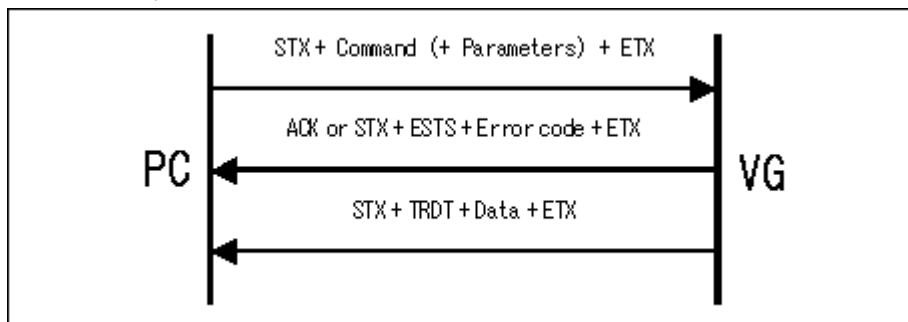 STX+ Command (+ Parameters) + ETX
ACK or STX+ESTS+Error code +ETX
PC
VG
STX+TRDT+Data+ETX